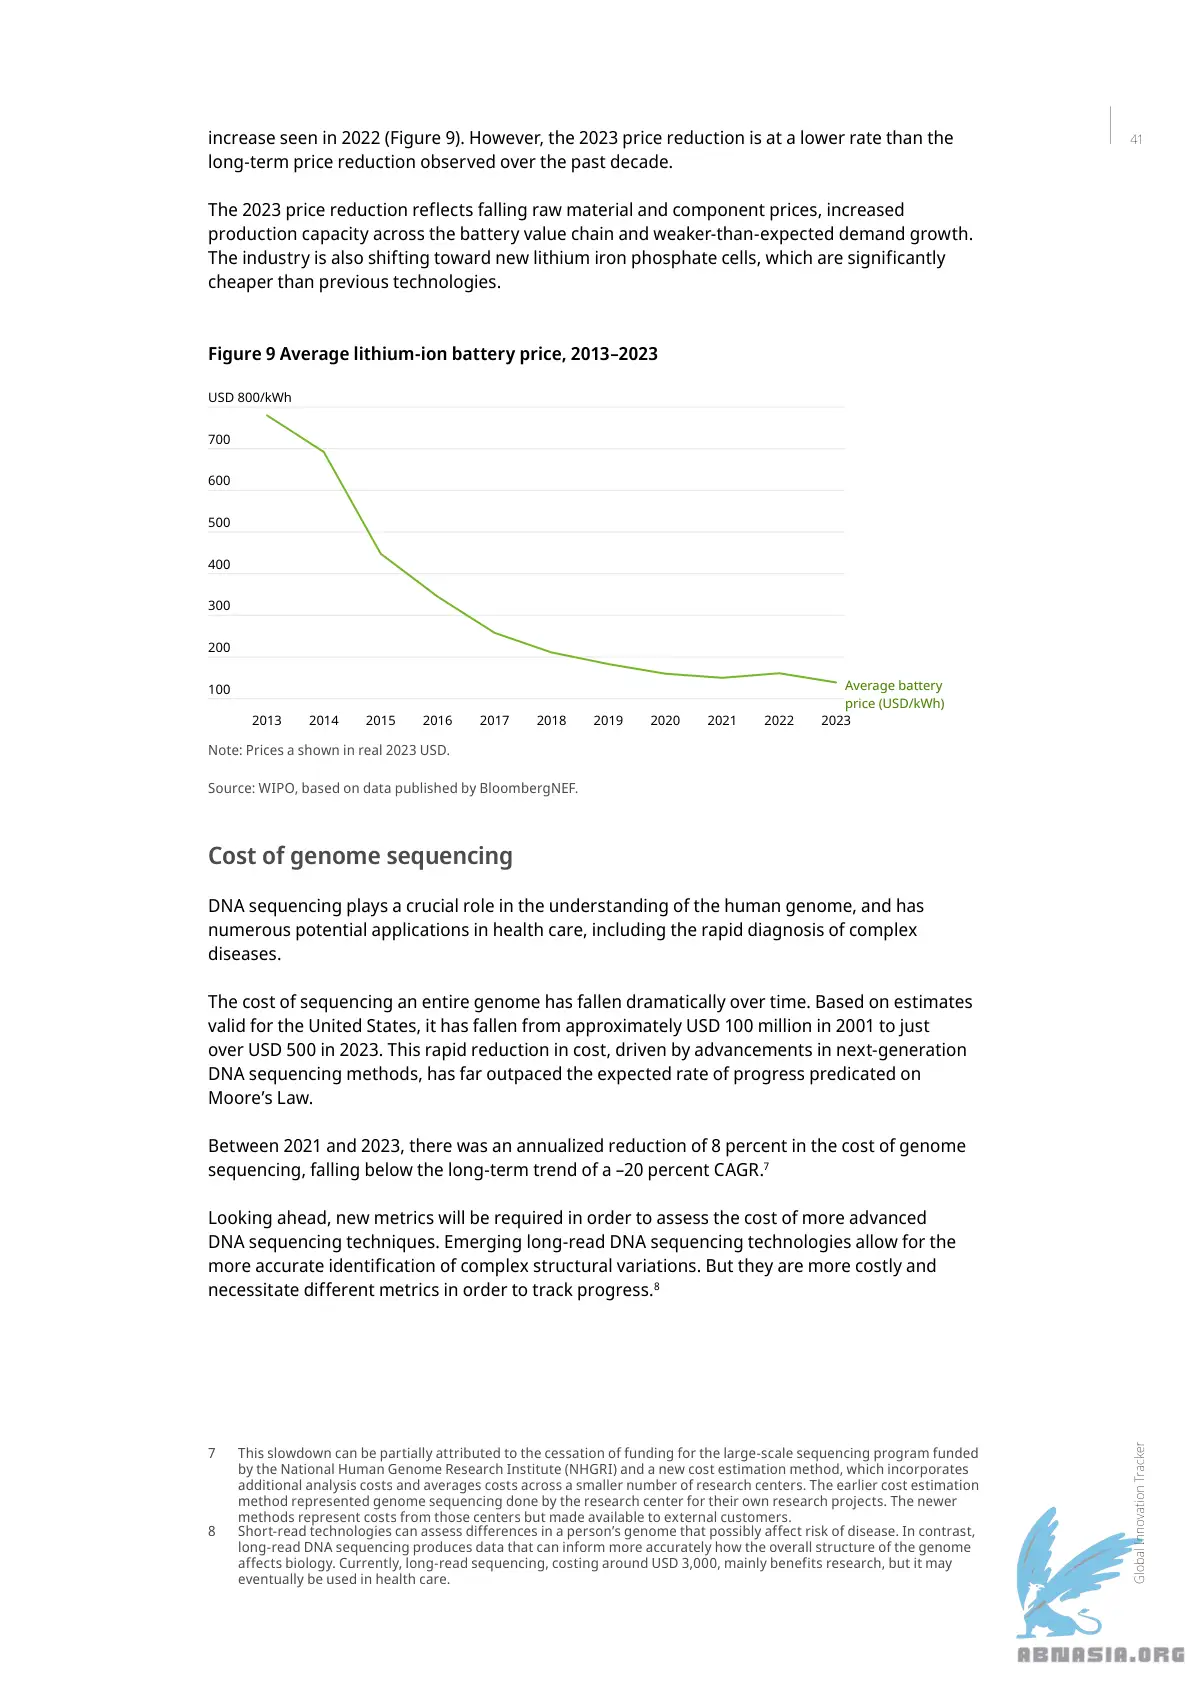 increase seen in 2022 (Figure 9). However, the 2023 price reduction is at a lower rate than the
long-term price reduction observed over the past decade.
41
The 2023 price reduction reflects falling raw material and component prices, increased
production capacity across the battery value chain and weaker-than-expected demand growth.
The industry is also shifting toward new lithium iron phosphate cells, which are significantly
cheaper than previous technologies.
Figure 9 Average lithium-ion battery price, 2013–2023
USD 800/kWh
700
600
500
400
300
200
100
Average battery
price (USD/kWh)
2013 2014 2015 2016 2017 2018 2019 2020 2021 2022 2023
Note: Prices a shown in real 2023 USD.
Source: WIPO, based on data published by BloombergNEF.
Cost of genome sequencing
DNA sequencing plays a crucial role in the understanding of the human genome, and has
numerous potential applications in health care, including the rapid diagnosis of complex
diseases.
The cost of sequencing an entire genome has fallen dramatically over time. Based on estimates
valid for the United States, it has fallen from approximately USD 100 million in 2001 to just
over USD 500 in 2023. This rapid reduction in cost, driven by advancements in next-generation
DNA sequencing methods, has far outpaced the expected rate of progress predicated on
Moore's Law.
Between 2021 and 2023, there was an annualized reduction of 8 percent in the cost of genome
sequencing, falling below the long-term trend of a –20 percent CAGR.7
Looking ahead, new metrics will be required in order to assess the cost of more advanced
DNA sequencing techniques. Emerging long-read DNA sequencing technologies allow for the
more accurate identification of complex structural variations. But they are more costly and
necessitate different metrics in order to track progress.8
7 This slowdown can be partially attributed to the cessation of funding for the large-scale sequencing program funded
by the National Human Genome Research Institute (NHGRI) and a new cost estimation method, which incorporates
additional analysis costs and averages costs across a smaller number of research centers. The earlier cost estimation
method represented genome sequencing done by the research center for their own research projects. The newer
methods represent costs from those centers but made available to external customers.
8 Short-read technologies can assess differences in a person's genome that possibly affect risk of disease. In contrast,
long-read DNA sequencing produces data that can inform more accurately how the overall structure of the genome
affects biology. Currently, long-read sequencing, costing around USD 3,000, mainly benefits research, but it may
eventually be used in health care.
Global Innovation Tracker
ABNASIA.ORG